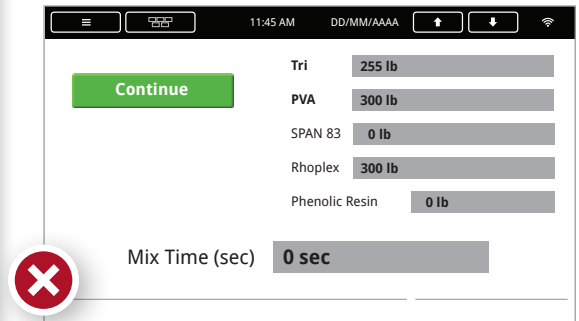 11:45 AM DD/MM/AAAA
Continue
Tri 255 lb
PVA 300 lb
SPAN 83 0 lb
Rhoplex 300 lb
Phenolic Resin 0 lb
Mix Time (sec) 0 sec